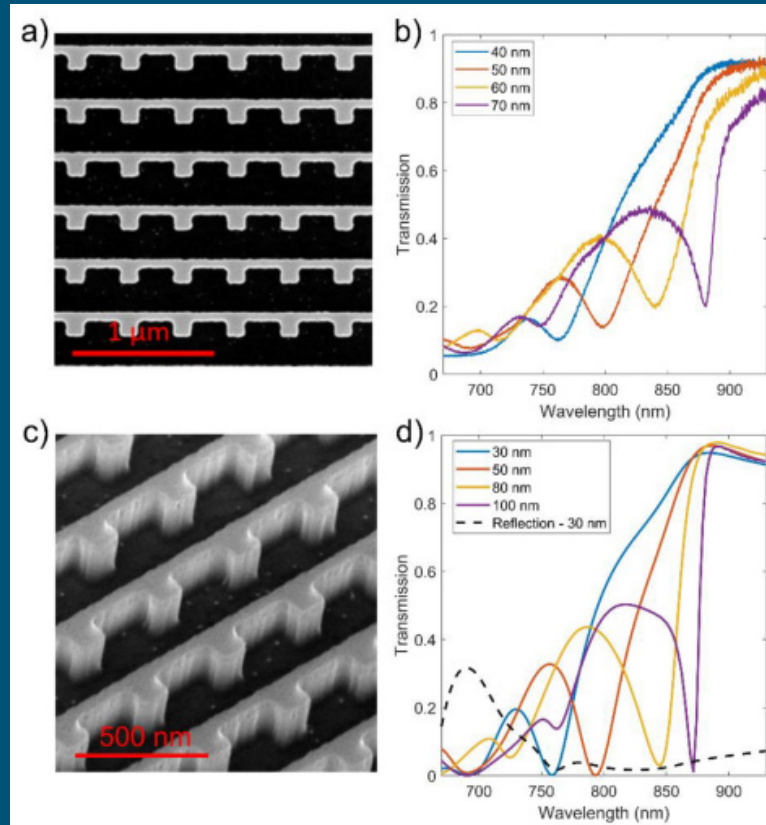 a)
1 μm
b)
40 nm
50 nm
60 nm
70 nm
1
0.8
0.6
0.4
0.2
0
Transmission
700 750 800 850 900
Wavelength (nm)
c)
500 nm
d)
30 nm
50 nm
80 nm
100 nm
Reflection - 30 nm
1
0.8
0.6
0.4
0.2
0
Transmission
700 750 800 850 900
Wavelength (nm)